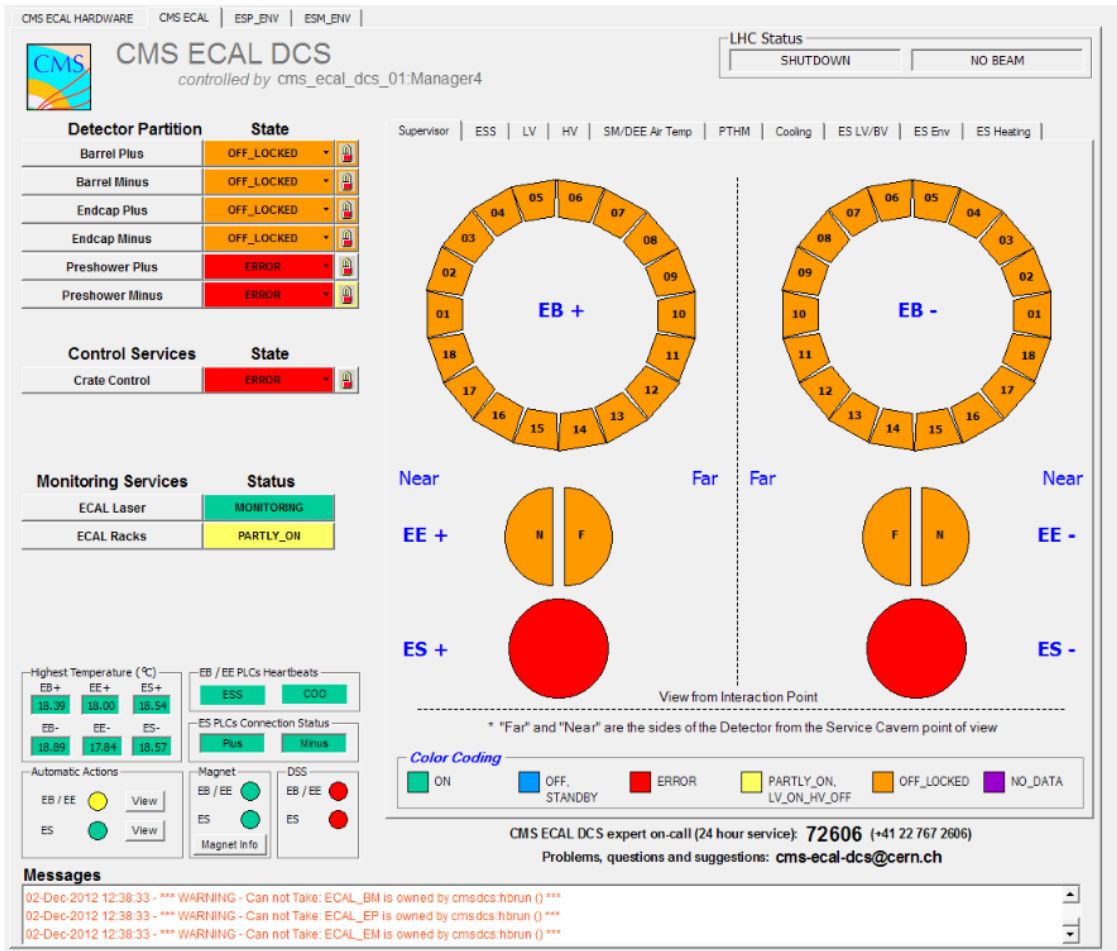 CMS ECAL HARDWARE CMS ECAL ESP_ENV ESM_ENV
CMS
CMS ECAL DCS
controlled by cms_ecal_dcs_01:Manager4
LHC Status
SHUTDOWN NO BEAM
Detector Partition State
Barrel Plus OFF_LOCKED
Barrel Minus OFF_LOCKED
Endcap Plus OFF_LOCKED
Endcap Minus OFF_LOCKED
Preshower Plus ERROR
Preshower Minus ERROR
Control Services State
Crate Control ERROR
Monitoring Services Status
ECAL Laser MONITORING
ECAL Racks PARTLY_ON
Supervisor ESS LV HV SM/DEE Air Temp PTHM Cooling ES LV/BV ES Env ES Heating
05 06
04 07
03 08
02 09
01 EB + 10
18 11
17 12
16 13
15 14
06 05
07 04
08 03
09 02
10 EB - 01
11 18
12 17
13 16
14 15
Near Far Far Near
EE + N F F N EE -
ES + ES -
View from Interaction Point
* "Far" and "Near" are the sides of the Detector from the Service Cavern point of view
Color Coding
ON
OFF,
STANDBY
ERROR
PARTLY_ON,
LV_ON_HV_OFF
OFF_LOCKED
NO_DATA
Highest Temperature (ºC)
EB+ EE+ ES+
18.39 18.00 18.54
EB- EE- ES-
18.89 17.84 18.57
EB / EE PLCs Heartbeats
ESS COO
ES PLCs Connection Status
Plus Minus
Automatic Actions
EB / EE View
ES View
Magnet
EB / EE
ES
Magnet Info
DSS
EB / EE
ES
CMS ECAL DCS expert on-call (24 hour service): 72606 (+41 22 767 2606)
Problems, questions and suggestions: cms-ecal-dcs@cern.ch
Messages
02-Dec-2012 12:38:33 - *** WARNING - Can not Take: ECAL_BM is owned by cmsdcs:hbrun () ***
02-Dec-2012 12:38:33 - *** WARNING - Can not Take: ECAL_EP is owned by cmsdcs:hbrun () ***
02-Dec-2012 12:38:33 - *** WARNING - Can not Take: ECAL_EM is owned by cmsdcs:hbrun () ***